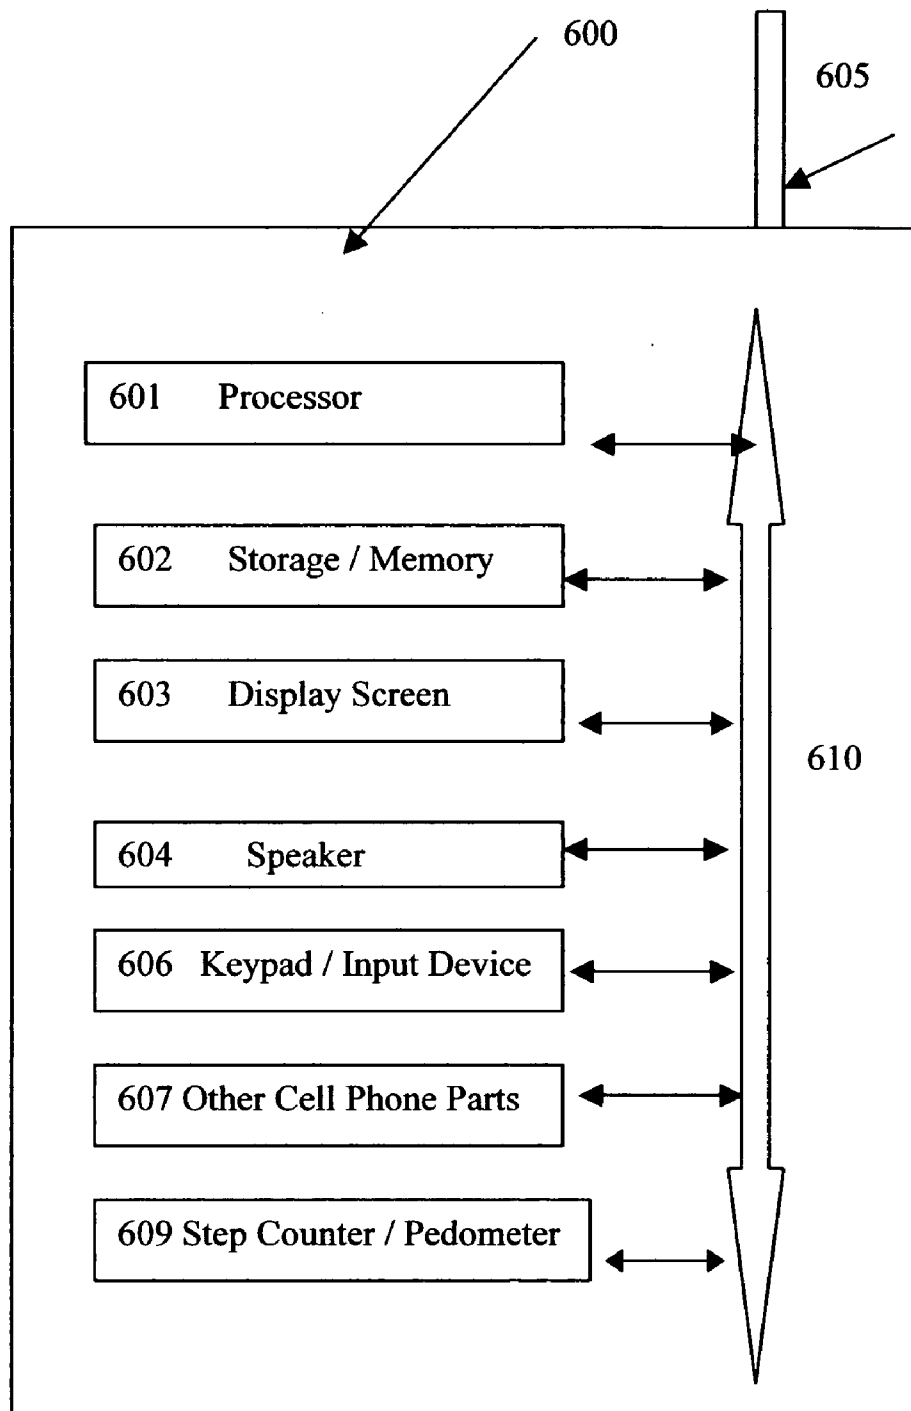 600
605
601 Processor
602 Storage / Memory
603 Display Screen
610
604 Speaker
606 Keypad / Input Device
607 Other Cell Phone Parts
609 Step Counter / Pedometer